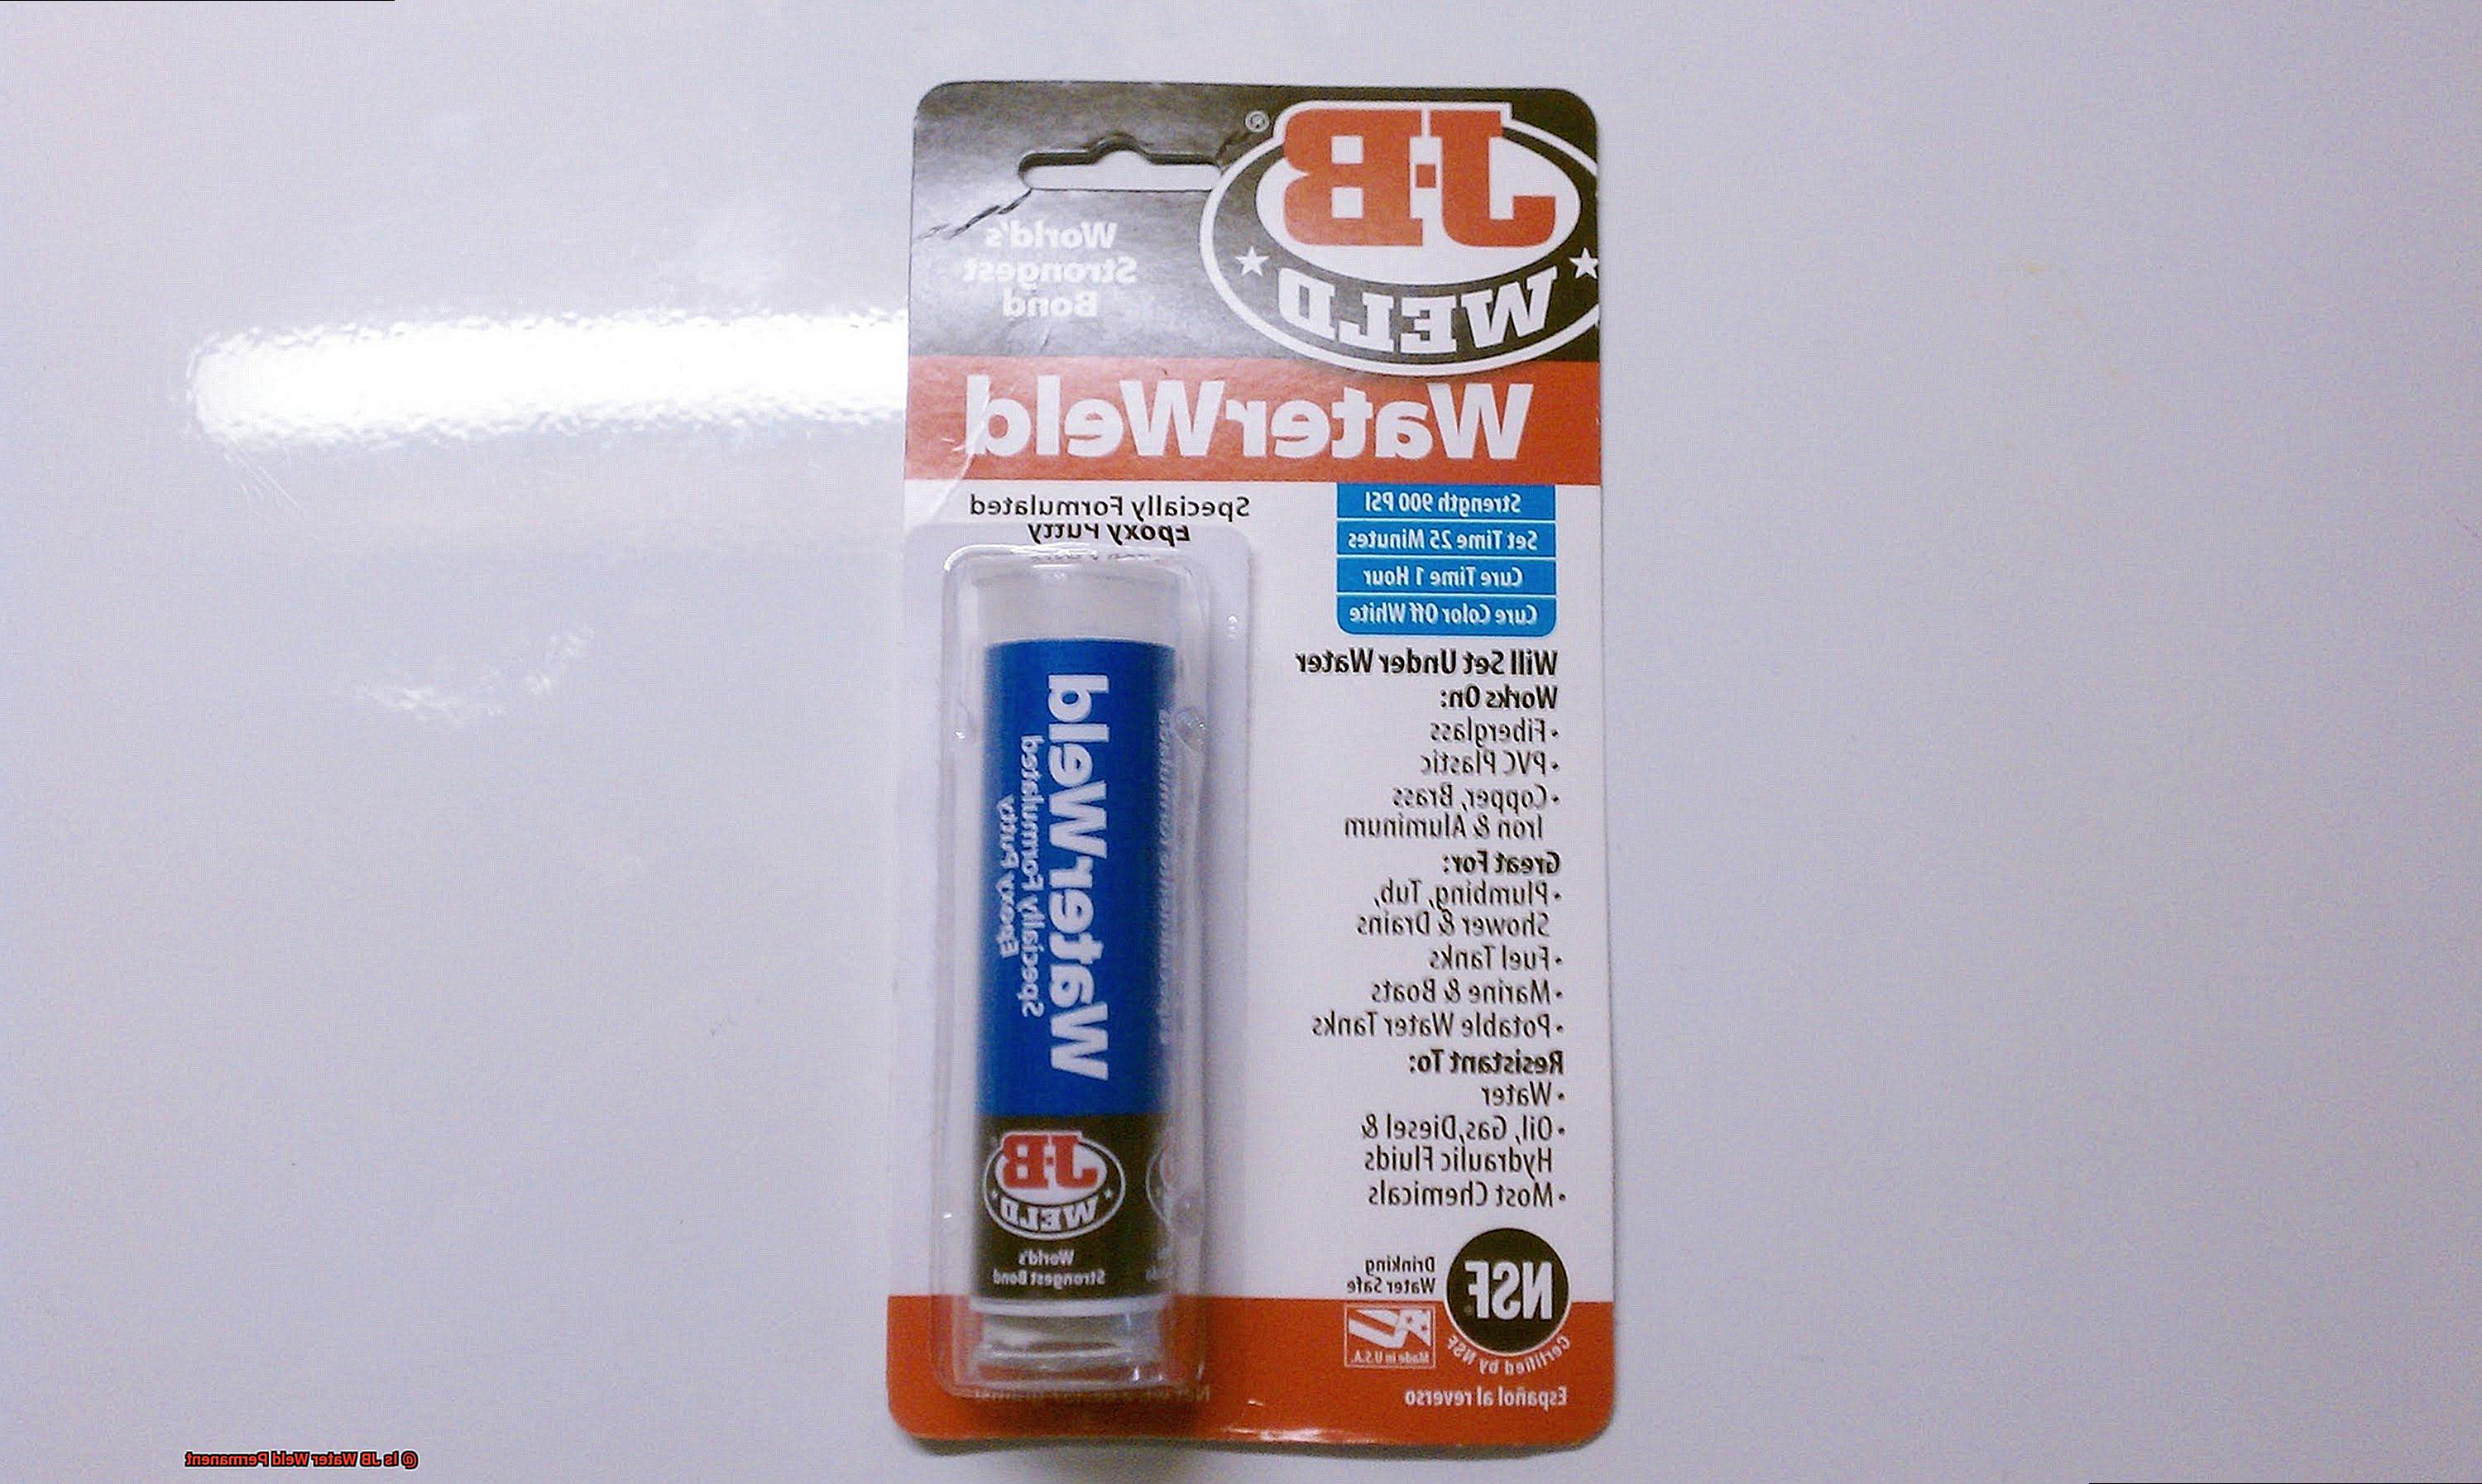 J-B
WELD
®
World's
Strongest
Bond
WaterWeld
Specially Formulated
Epoxy Putty
Strength 900 PSI
Set Time 25 Minutes
Cure Time 1 Hour
Cure Color Off White
Will Set Under Water
Works On:
• Fiberglass
• PVC Plastic
• Copper, Brass
Iron & Aluminum
Great For:
• Plumbing, Tub,
Shower & Drains
• Fuel Tanks
• Marine & Boats
• Potable Water Tanks
Resistant To:
• Water
• Oil, Gas,Diesel &
Hydraulic Fluids
• Most Chemicals
WaterWeld
Specially Formulated
Epoxy Putty
J-B
WELD
World's
Strongest Bond
NSF
Certified by NSF
Drinking
Water Safe
Made in U.S.A.
Español al reverso
@ Is JB Water Weld Permanent